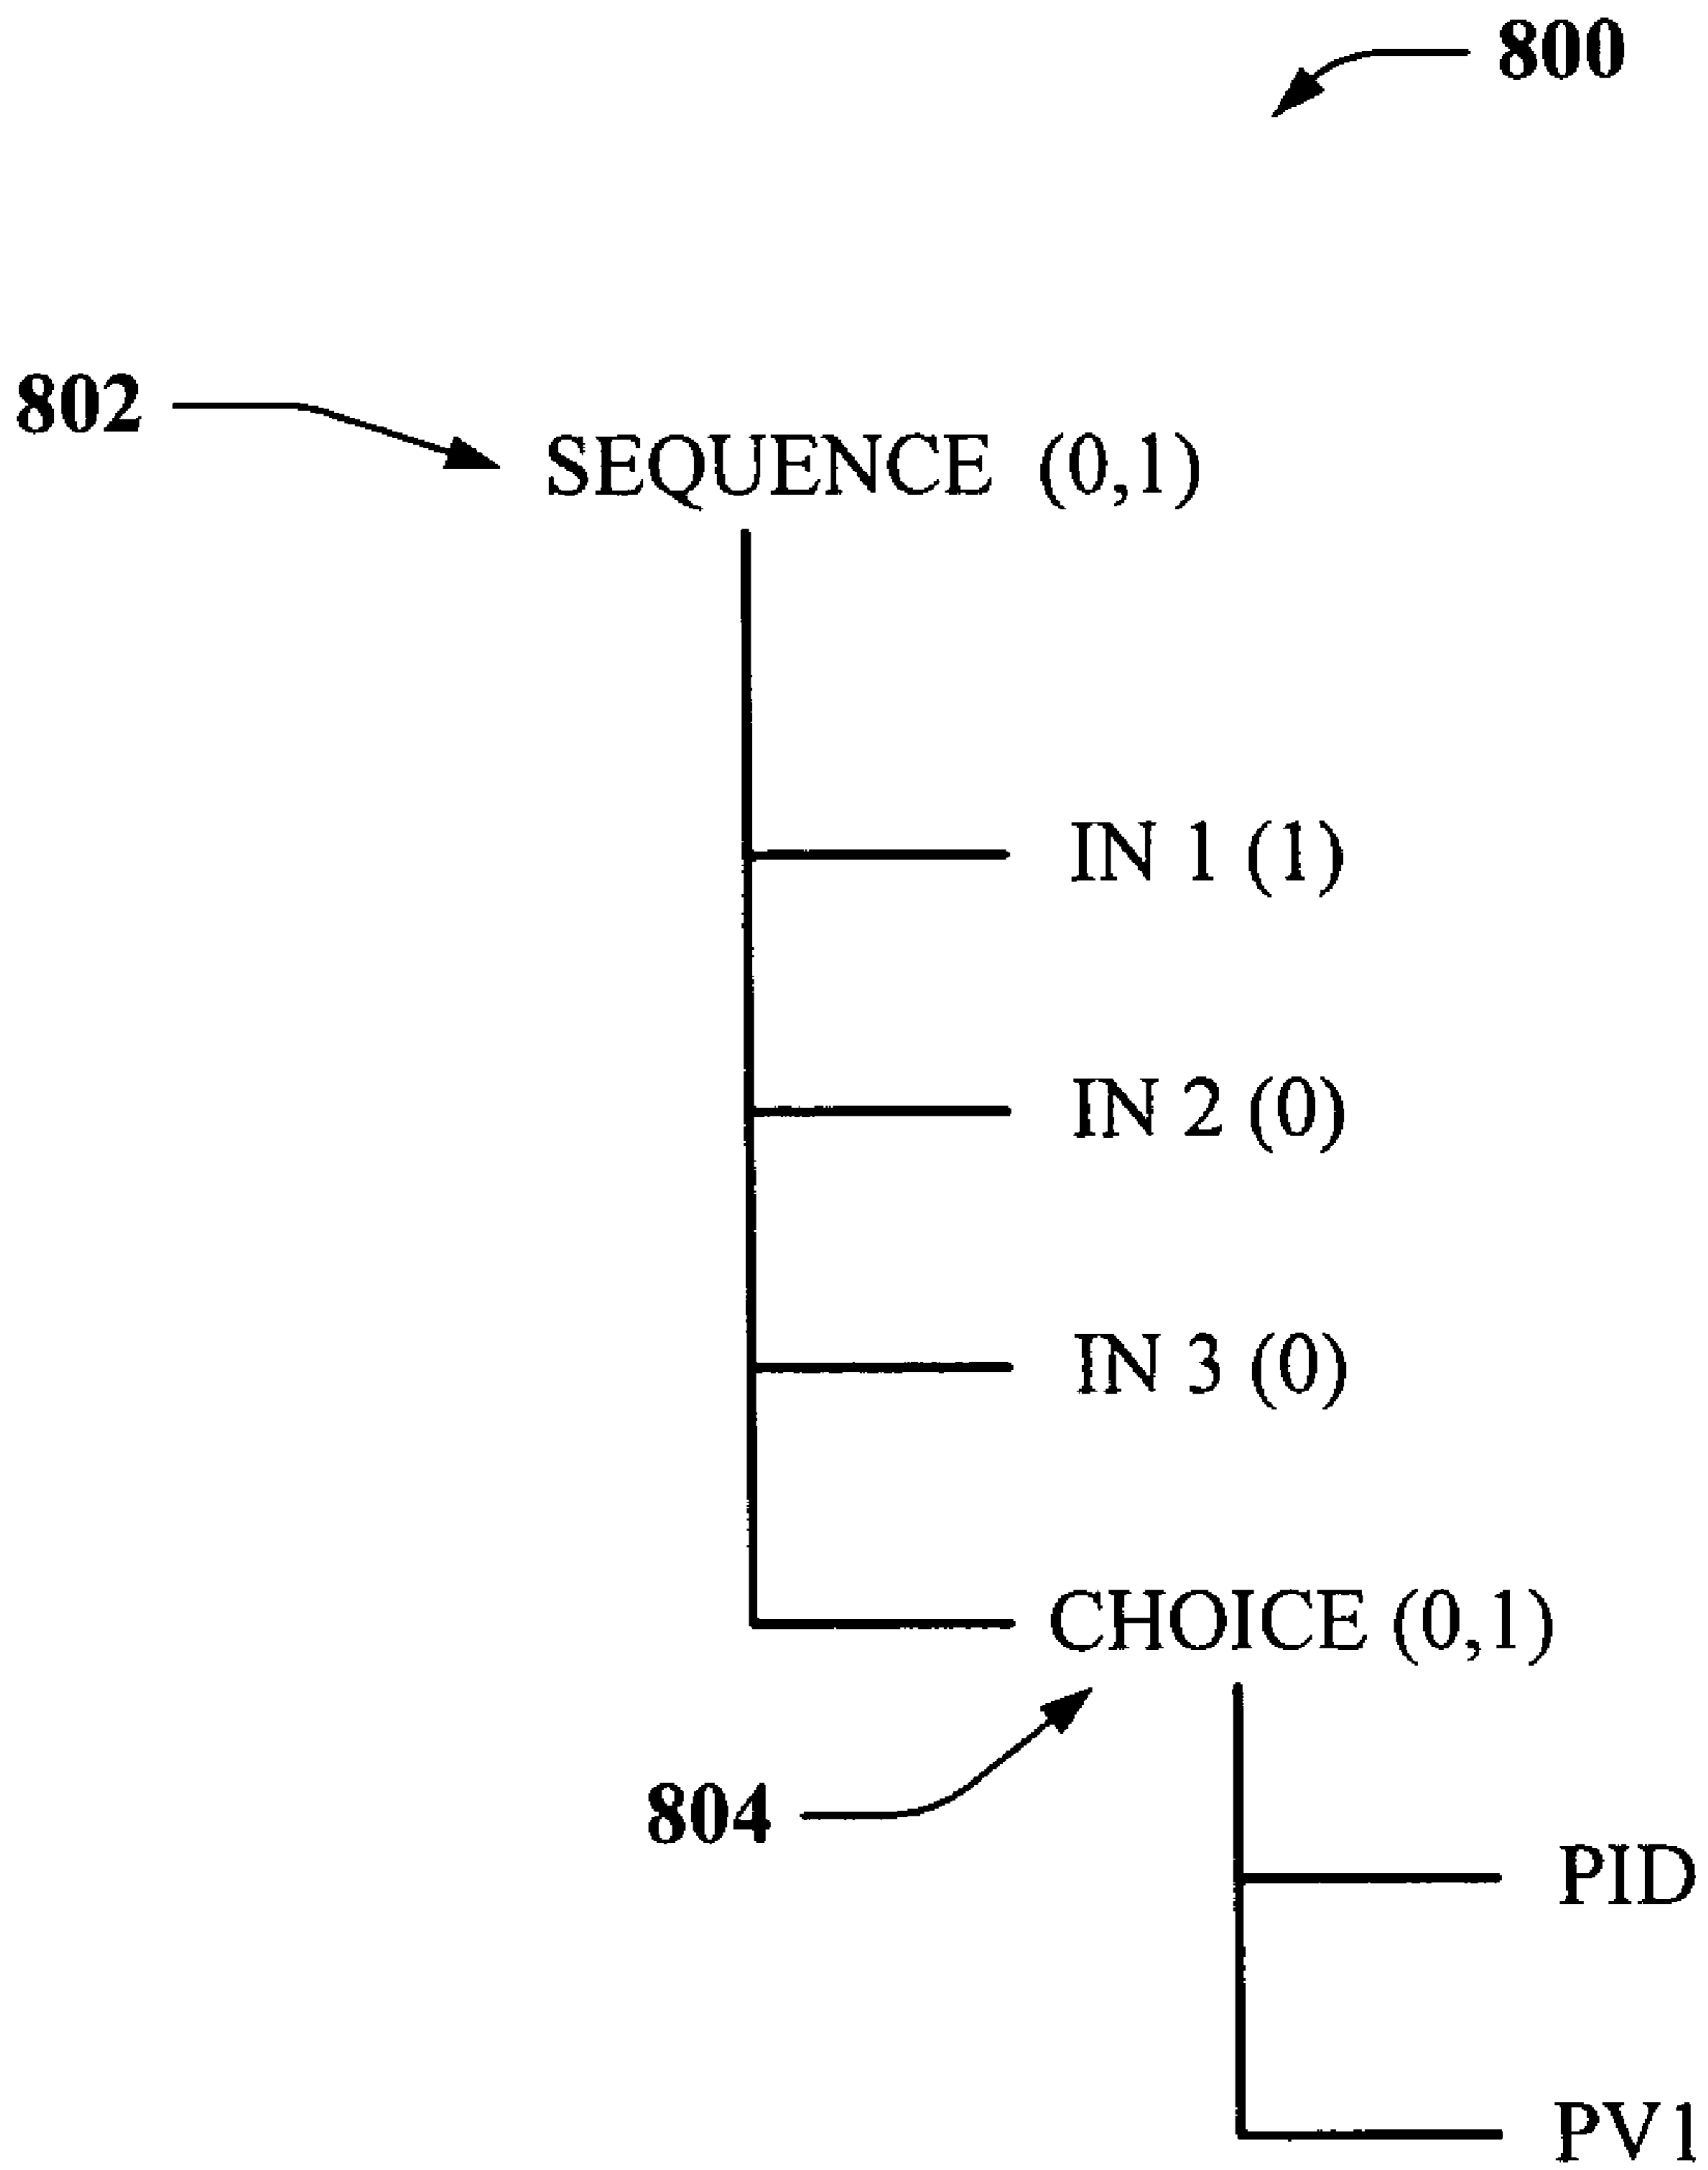 800
802
SEQUENCE (0,1)
IN 1 (1)
IN 2 (0)
IN 3 (0)
CHOICE (0,1)
804
PID
PV1